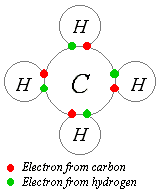 H
H C H
H
Electron from carbon
Electron from hydrogen